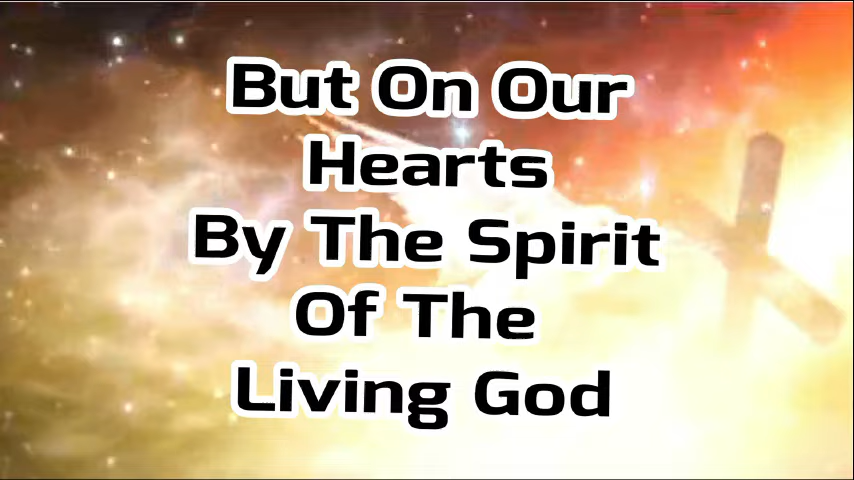 But On Our
Hearts
By The Spirit
Of The
Living God